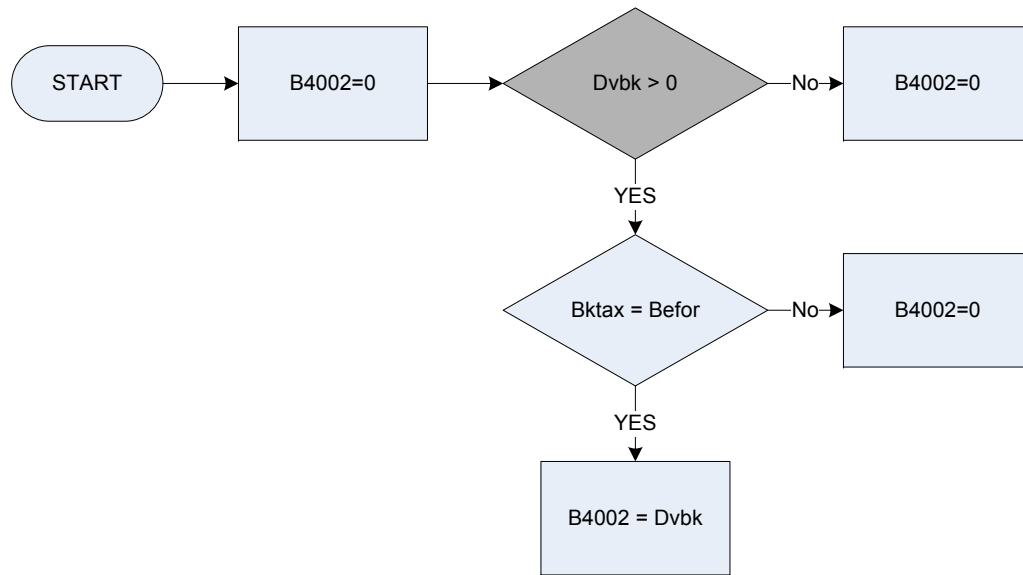 START
B4002=0
Dvbk > 0
No
B4002=0
YES
Bktax = Befor
No
B4002=0
YES
B4002 = Dvbk